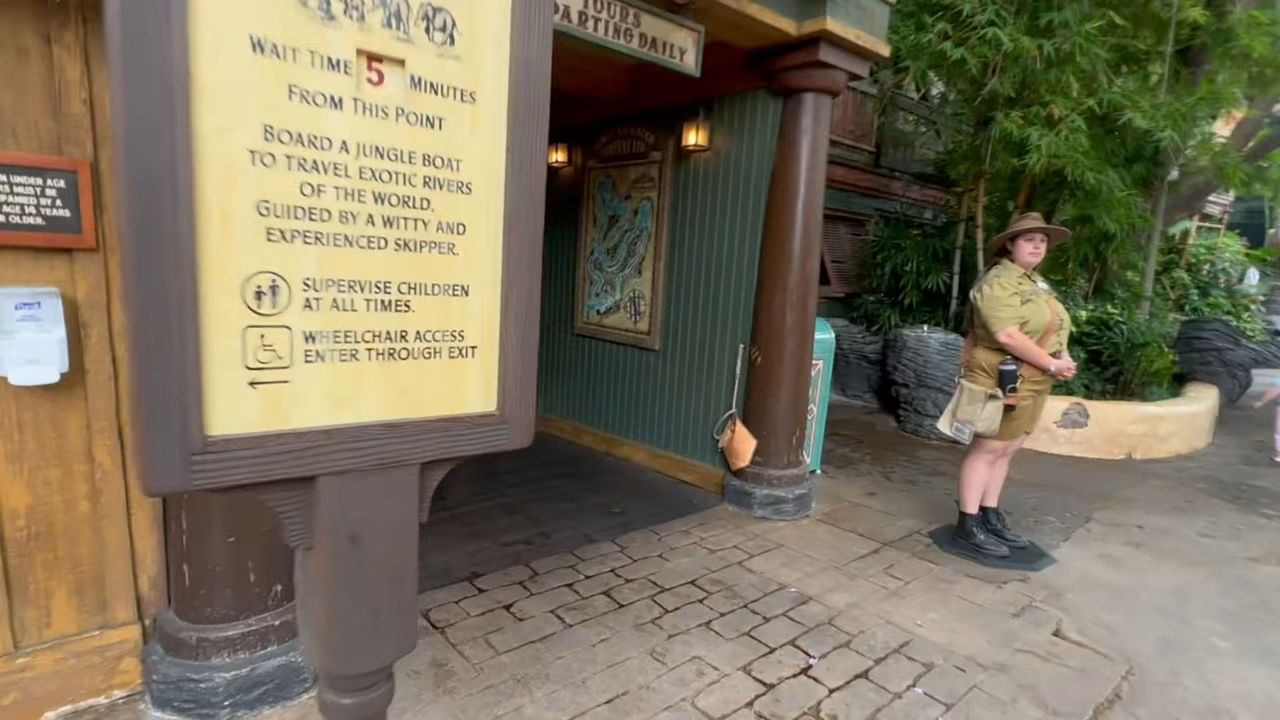 TOURS
DEPARTING DAILY
WAIT TIME 5 MINUTES
FROM THIS POINT
BOARD A JUNGLE BOAT
TO TRAVEL EXOTIC RIVERS
OF THE WORLD,
GUIDED BY A WITTY AND
EXPERIENCED SKIPPER.
SUPERVISE CHILDREN
AT ALL TIMES.
WHEELCHAIR ACCESS
ENTER THROUGH EXIT
UNDER AGE
MUST BE
BY A
AGE 14 YEARS
OLDER.